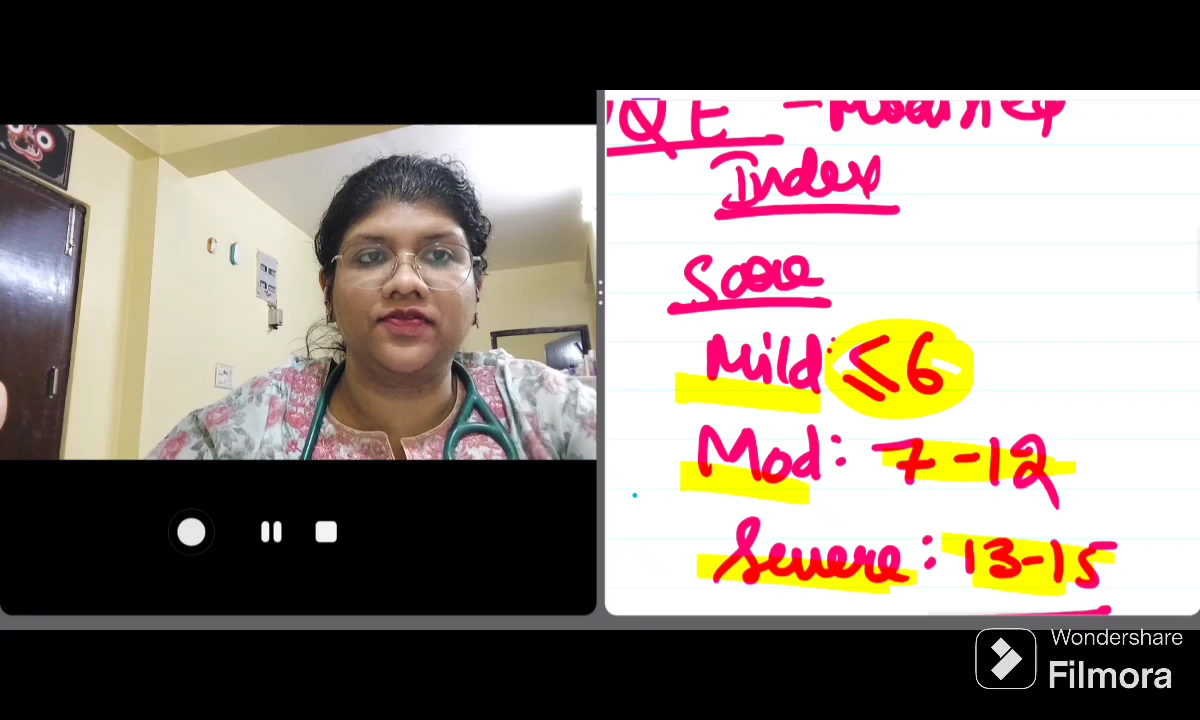 Index
Score
Mild: ≤6
Mod: 7-12
Severe: 13-15
Wondershare
Filmora